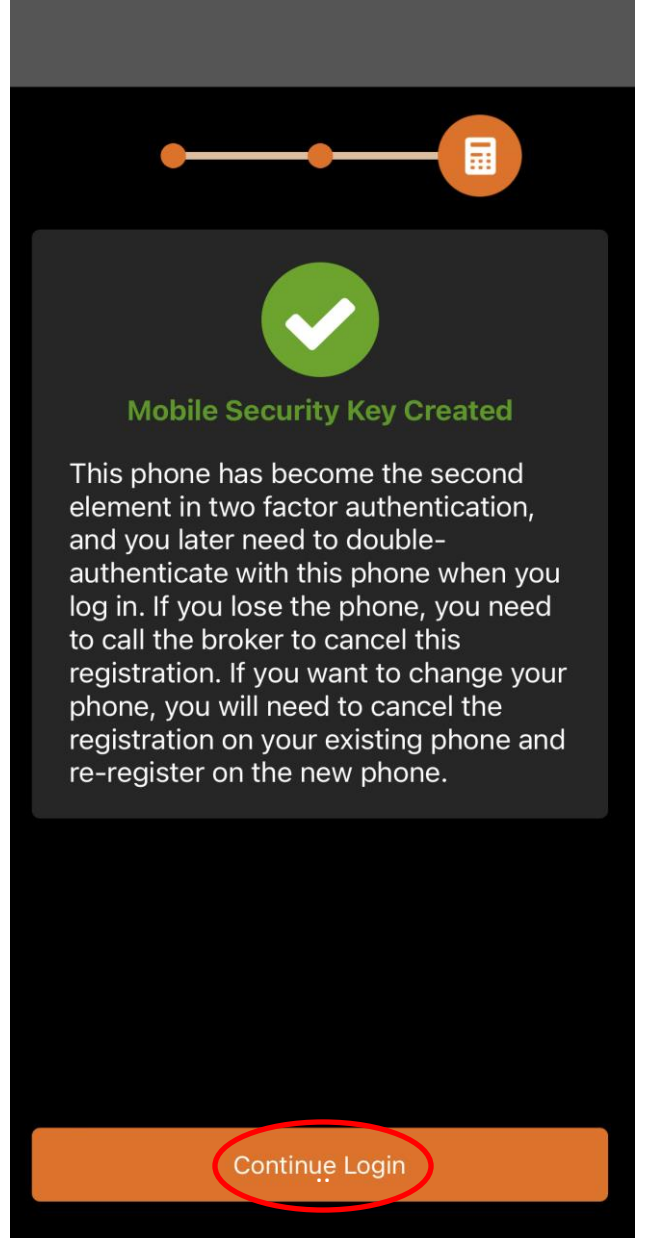 Mobile Security Key Created
This phone has become the second
element in two factor authentication,
and you later need to double-
authenticate with this phone when you
log in. If you lose the phone, you need
to call the broker to cancel this
registration. If you want to change your
phone, you will need to cancel the
registration on your existing phone and
re-register on the new phone.
Continue Login